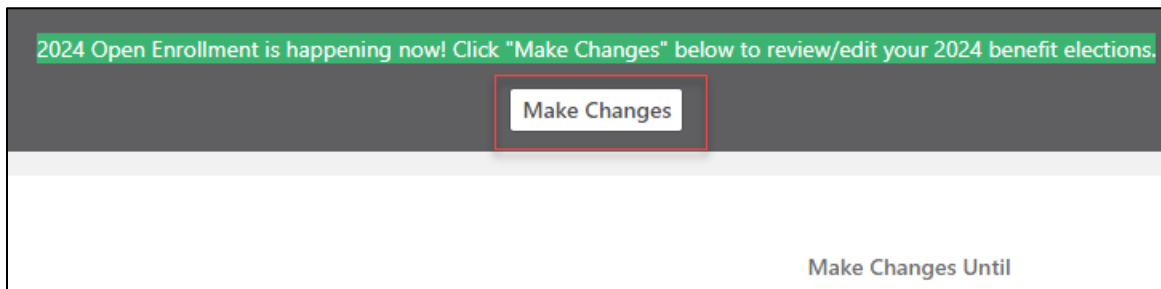 2024 Open Enrollment is happening now! Click "Make Changes" below to review/edit your 2024 benefit elections.
Make Changes
Make Changes Until